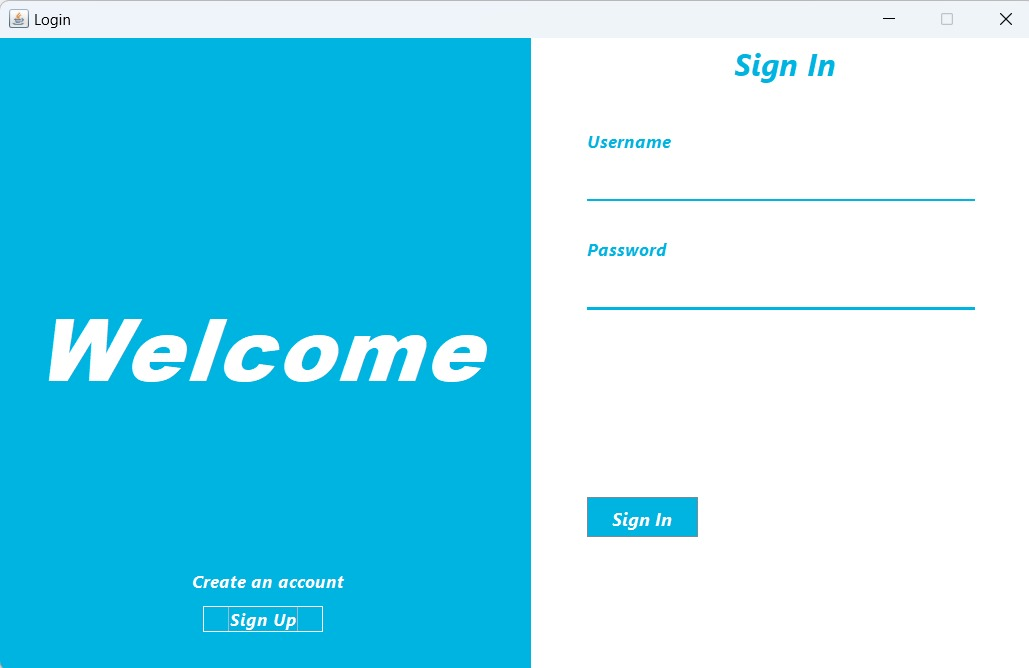 Login
Welcome
Create an account
Sign Up
Sign In
Username
Password
Sign In